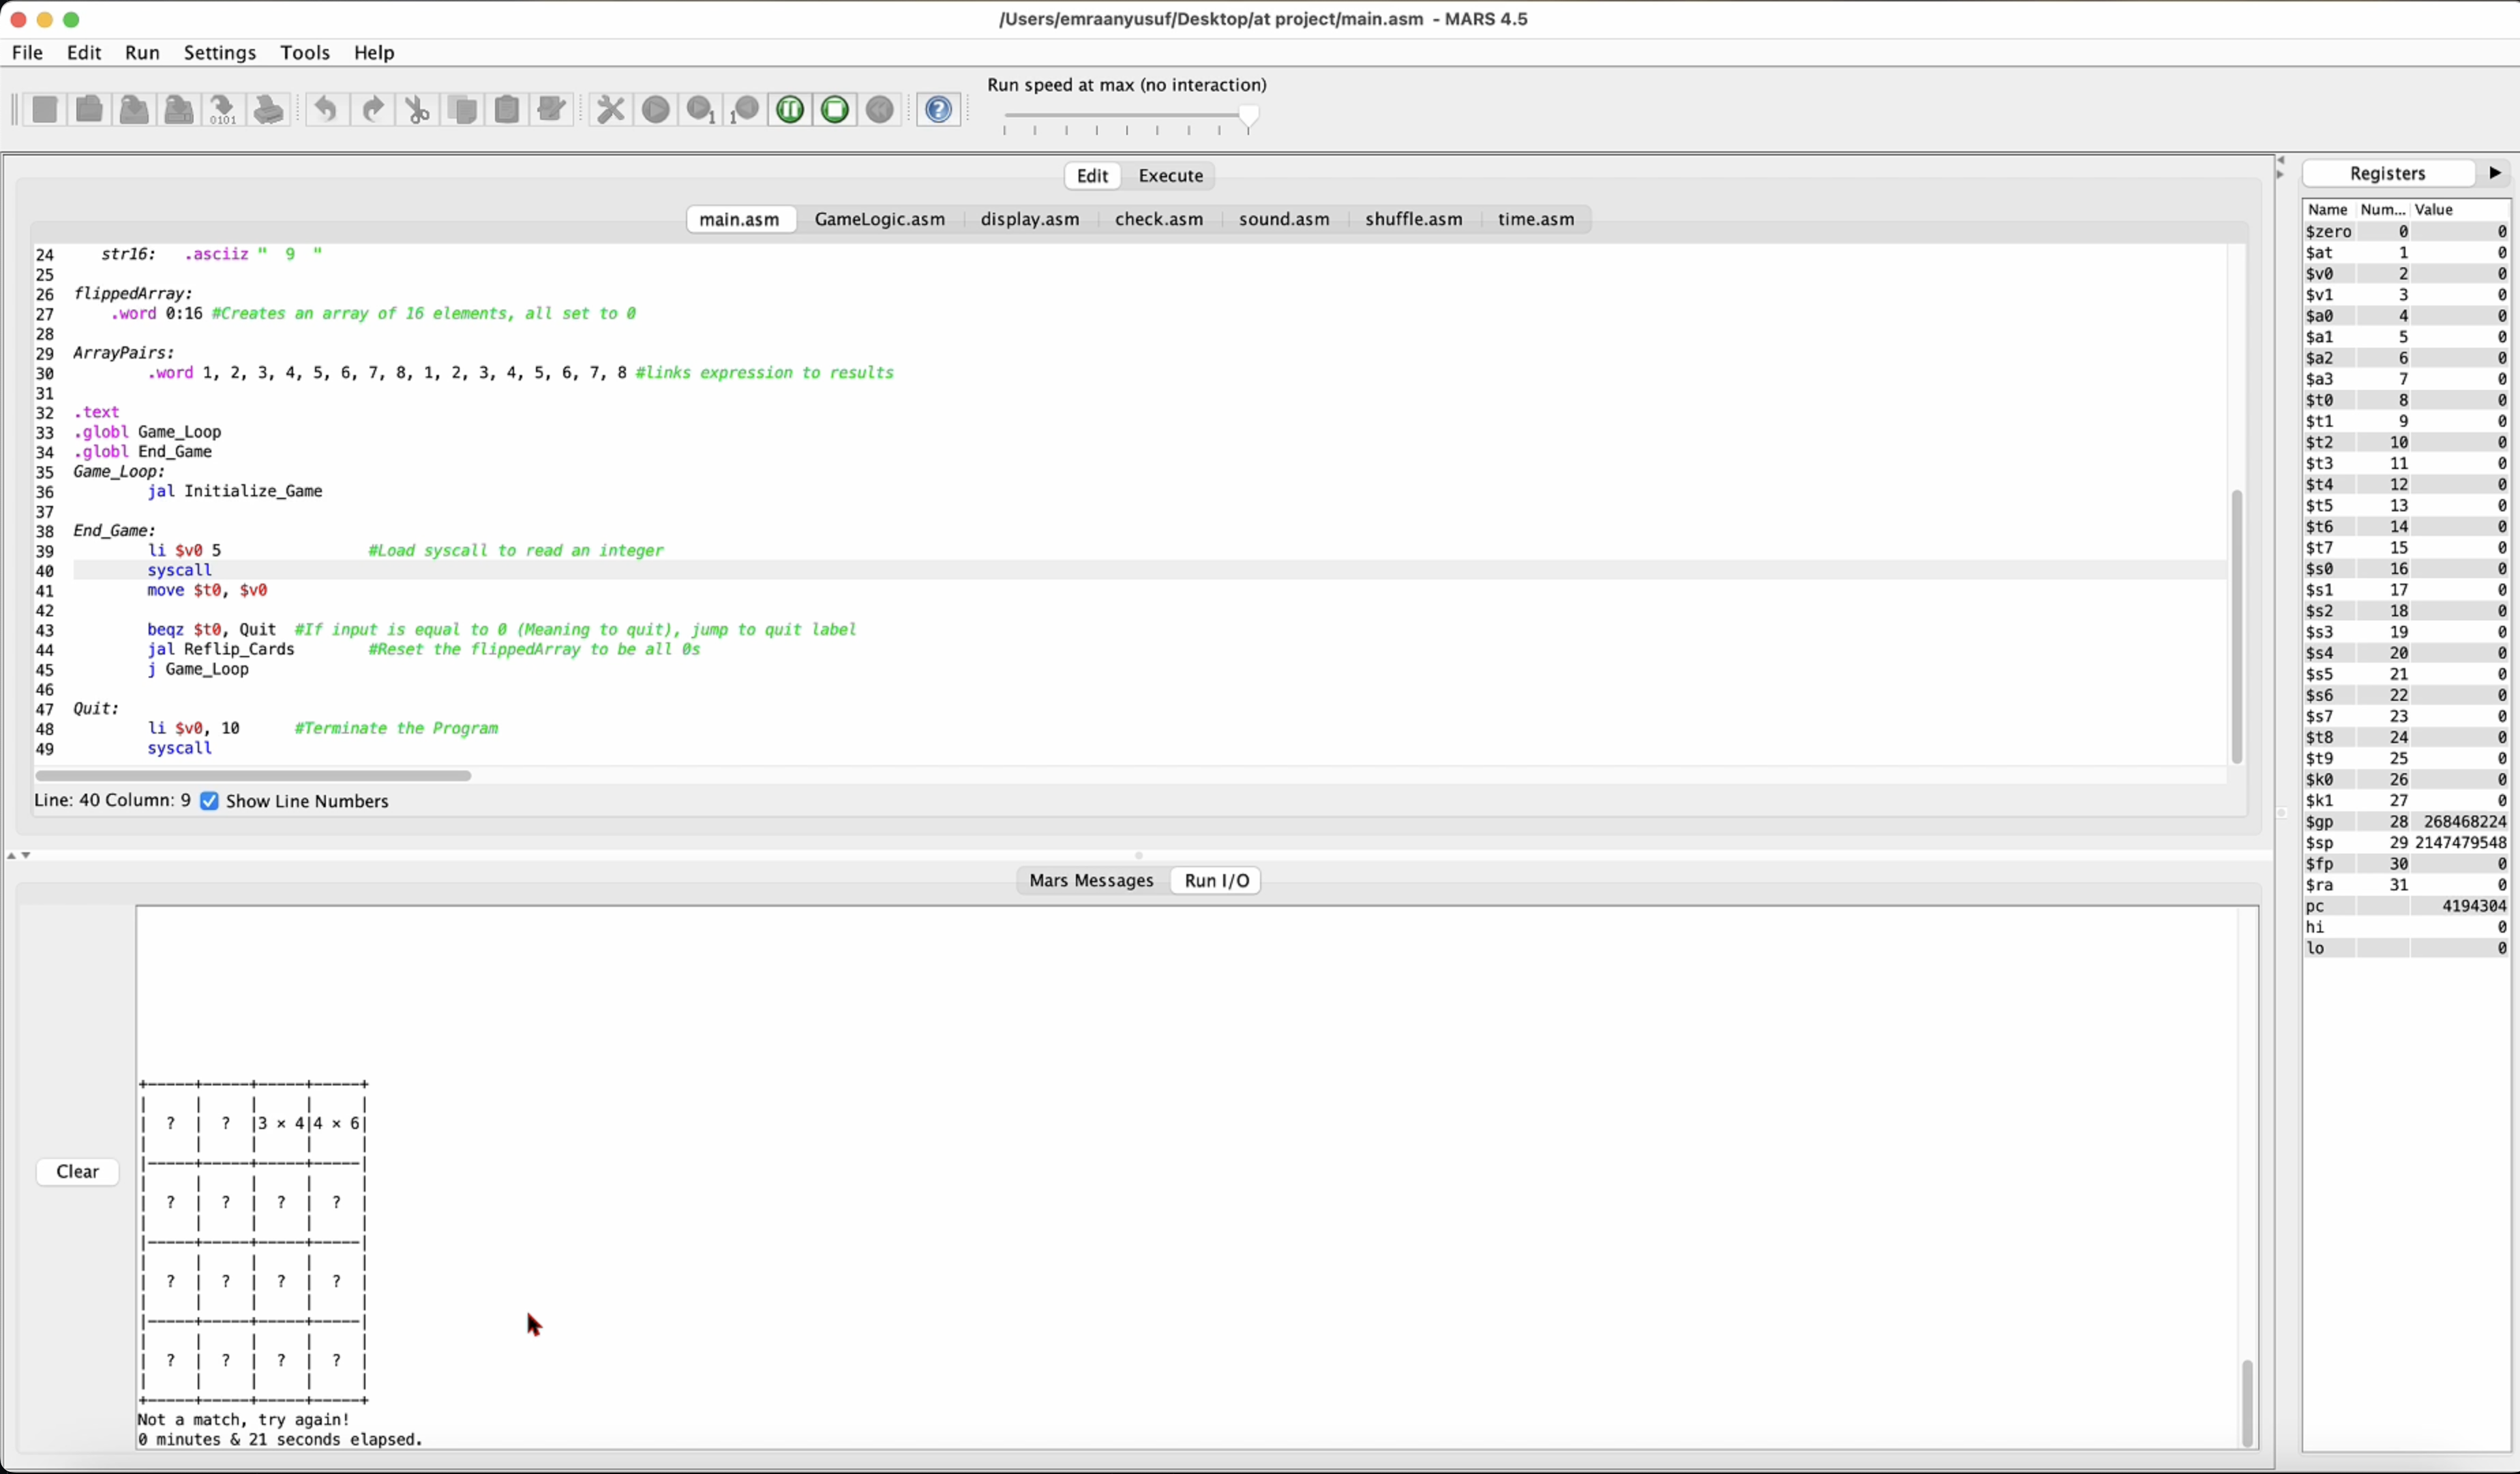 /Users/emraanyusuf/Desktop/at project/main.asm - MARS 4.5
File Edit Run Settings Tools Help
Run speed at max (no interaction)
0101
1 1
?
Edit Execute
main.asm GameLogic.asm display.asm check.asm sound.asm shuffle.asm time.asm
24 str16: .asciiz "  9  "
25
26 flippedArray:
27 .word 0:16 #Creates an array of 16 elements, all set to 0
28
29 ArrayPairs:
30 .word 1, 2, 3, 4, 5, 6, 7, 8, 1, 2, 3, 4, 5, 6, 7, 8 #links expression to results
31
32 .text
33 .globl Game_Loop
34 .globl End_Game
35 Game_Loop:
36 jal Initialize_Game
37
38 End_Game:
39 li $v0 5 #Load syscall to read an integer
40 syscall
41 move $t0, $v0
42
43 beqz $t0, Quit #If input is equal to 0 (Meaning to quit), jump to quit label
44 jal Reflip_Cards #Reset the flippedArray to be all 0s
45 j Game_Loop
46
47 Quit:
48 li $v0, 10 #Terminate the Program
49 syscall
Line: 40 Column: 9 Show Line Numbers
Mars Messages Run I/O
Clear
+-----+-----+-----+-----+
|     |     |     |     |
|  ?  |  ?  |3 × 4|4 × 6|
|     |     |     |     |
|-----+-----+-----+-----|
|     |     |     |     |
|  ?  |  ?  |  ?  |  ?  |
|     |     |     |     |
|-----+-----+-----+-----|
|     |     |     |     |
|  ?  |  ?  |  ?  |  ?  |
|     |     |     |     |
|-----+-----+-----+-----|
|     |     |     |     |
|  ?  |  ?  |  ?  |  ?  |
|     |     |     |     |
+-----+-----+-----+-----+
Not a match, try again!
0 minutes & 21 seconds elapsed.
Registers
Name Num... Value
$zero 0 0
$at 1 0
$v0 2 0
$v1 3 0
$a0 4 0
$a1 5 0
$a2 6 0
$a3 7 0
$t0 8 0
$t1 9 0
$t2 10 0
$t3 11 0
$t4 12 0
$t5 13 0
$t6 14 0
$t7 15 0
$s0 16 0
$s1 17 0
$s2 18 0
$s3 19 0
$s4 20 0
$s5 21 0
$s6 22 0
$s7 23 0
$t8 24 0
$t9 25 0
$k0 26 0
$k1 27 0
$gp 28 268468224
$sp 29 2147479548
$fp 30 0
$ra 31 0
pc 4194304
hi 0
lo 0